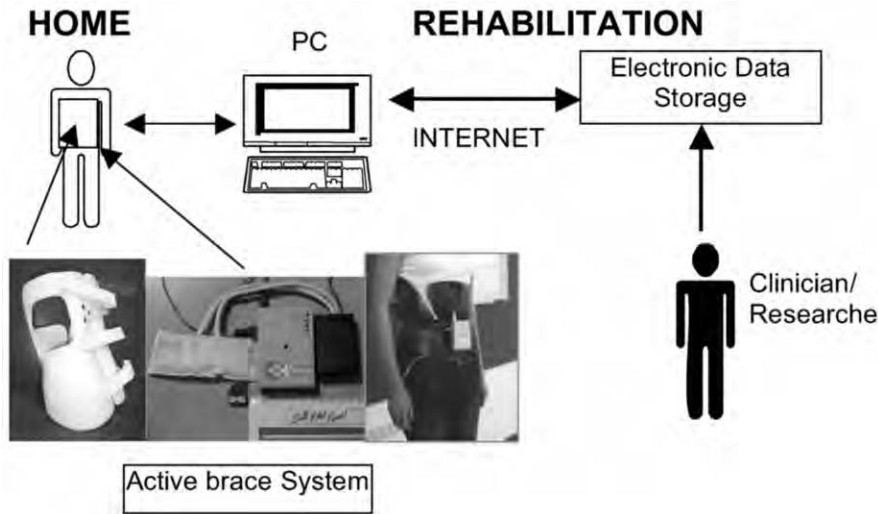 HOME
REHABILITATION
PC
Electronic Data
Storage
INTERNET
Clinician/
Researche
Active brace System